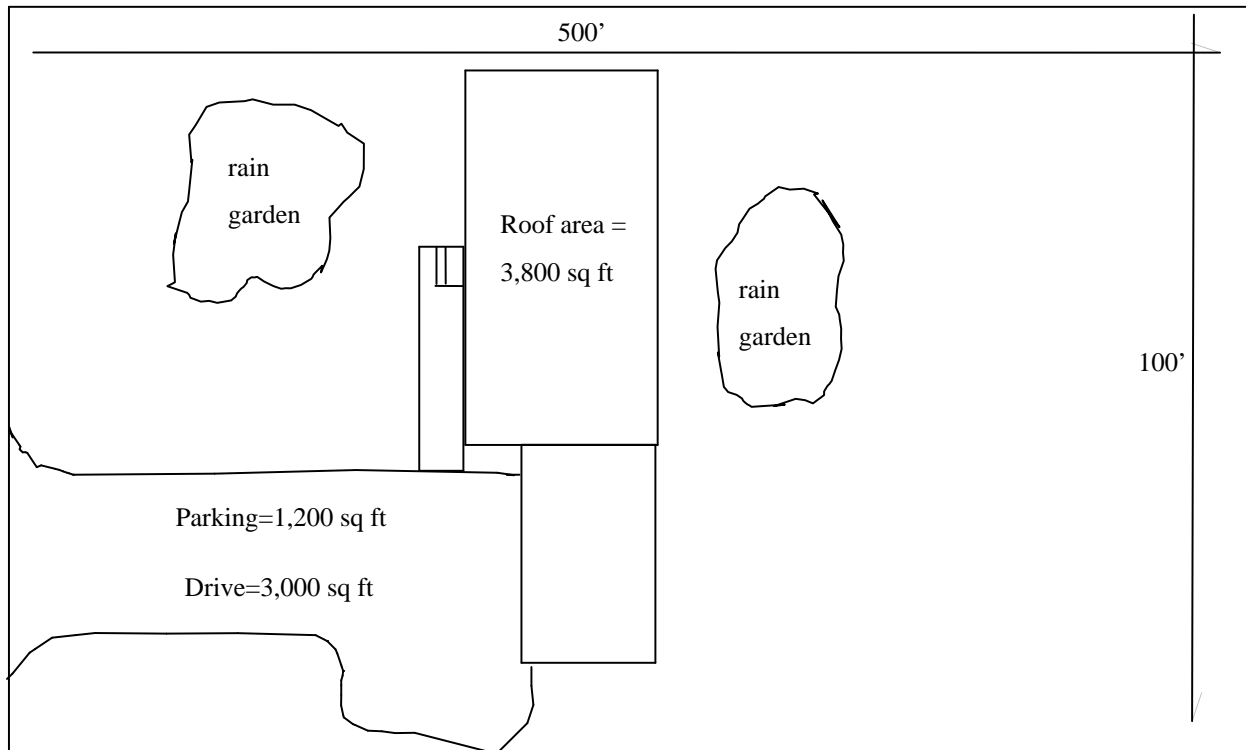 500’
rain
garden
Roof area =
3,800 sq ft
rain
garden
100’
Parking=1,200 sq ft
Drive=3,000 sq ft